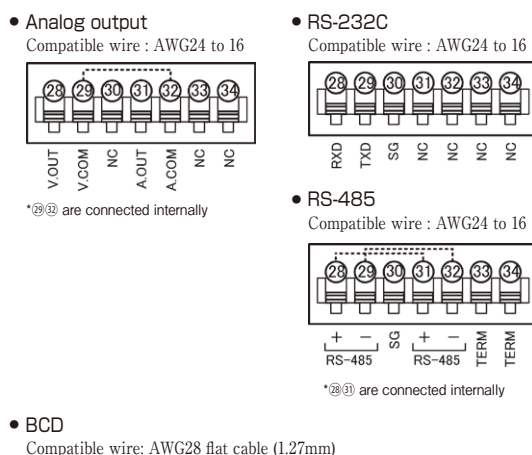 ● Analog output
Compatible wire : AWG24 to 16
㉘ ㉙ ㉚ ㉛ ㉜ ㉝ ㉞
V.OUT V.COM NC A.OUT A.COM NC NC
*㉙㉜ are connected internally
● RS-232C
Compatible wire : AWG24 to 16
㉘ ㉙ ㉚ ㉛ ㉜ ㉝ ㉞
RXD TXD SG NC NC NC NC
● RS-485
Compatible wire : AWG24 to 16
㉘ ㉙ ㉚ ㉛ ㉜ ㉝ ㉞
+ − SG + − TERM TERM
RS-485 RS-485
*㉘㉛ are connected internally
● BCD
Compatible wire: AWG28 flat cable (1.27mm)